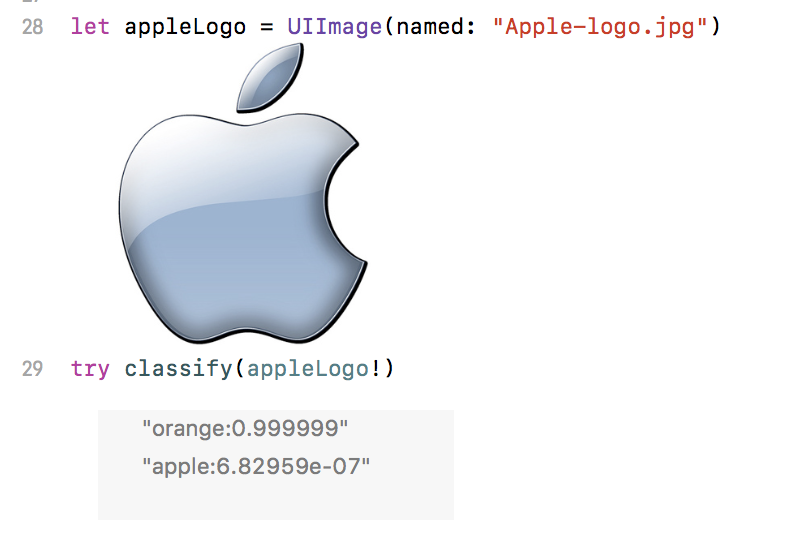 28 let appleLogo = UIImage(named: "Apple-logo.jpg")
29 try classify(appleLogo!)
"orange:0.999999"
"apple:6.82959e-07"